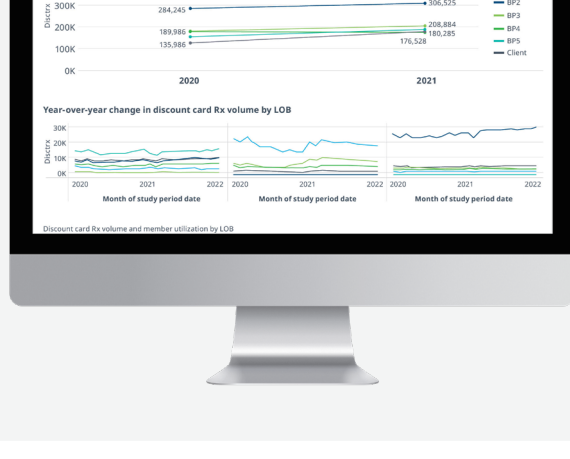 Disctrx
300K
200K
100K
0K
284,245
189,986
135,986
306,525
208,884
180,285
176,528
BP2
BP3
BP4
BP5
Client
2020 2021
Year-over-year change in discount card Rx volume by LOB
Disctrx
30K
20K
10K
0K
2020 2021 2022 2020 2021 2022 2020 2021 2022
Month of study period date Month of study period date Month of study period date
Discount card Rx volume and member utilization by LOB